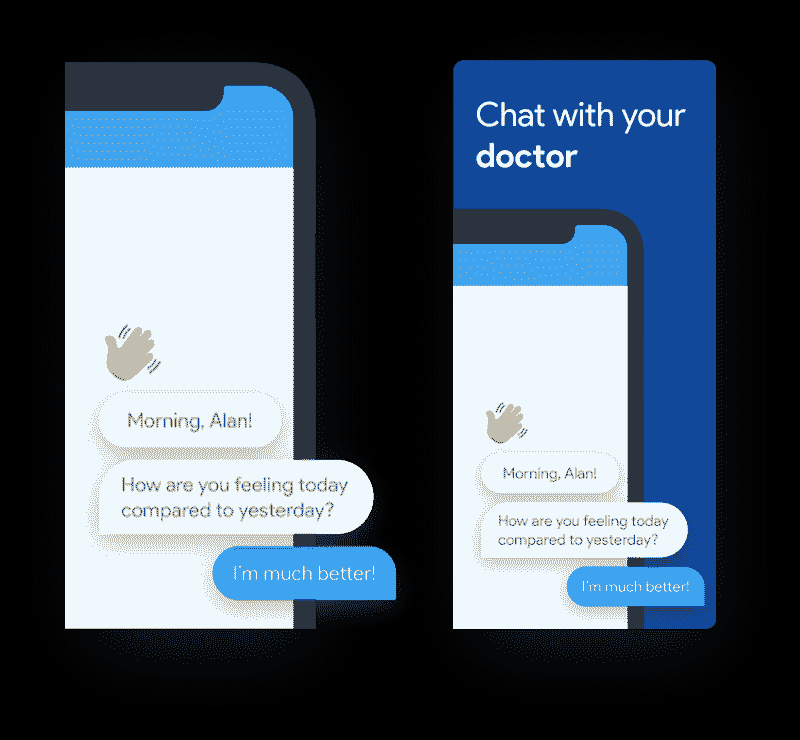 Morning, Alan!
How are you feeling today
compared to yesterday?
I'm much better!
Chat with your
doctor
Morning, Alan!
How are you feeling today
compared to yesterday?
I'm much better!